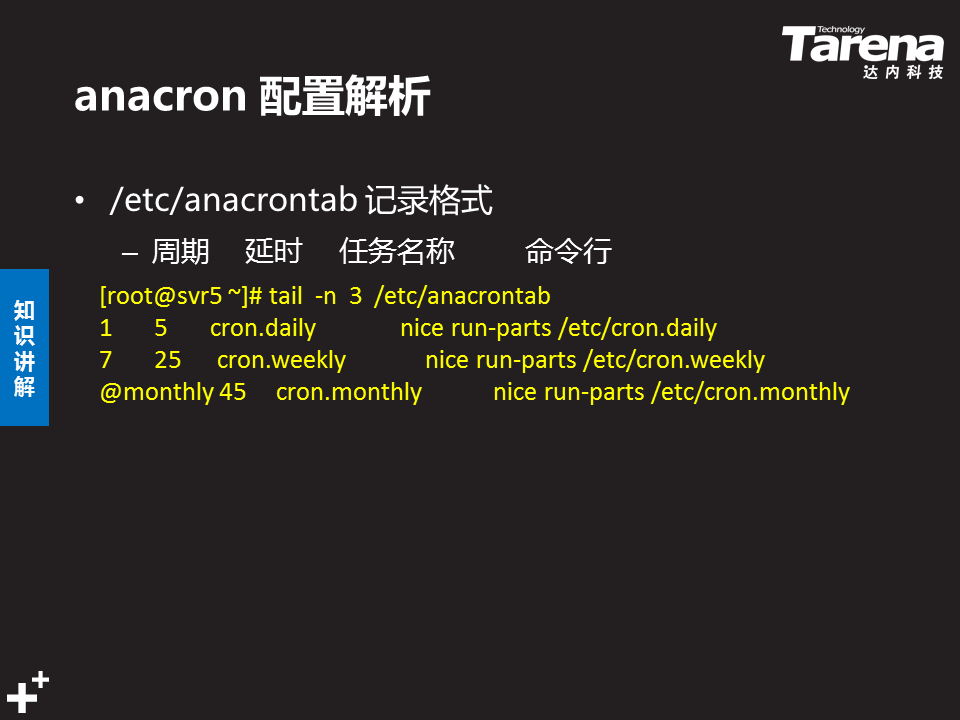 Technology
Tarena
达内科技
anacron 配置解析
• /etc/anacrontab 记录格式
– 周期 延时 任务名称 命令行
[root@svr5 ~]# tail -n 3 /etc/anacrontab
1 5 cron.daily nice run-parts /etc/cron.daily
7 25 cron.weekly nice run-parts /etc/cron.weekly
@monthly 45 cron.monthly nice run-parts /etc/cron.monthly
知
识
讲
解